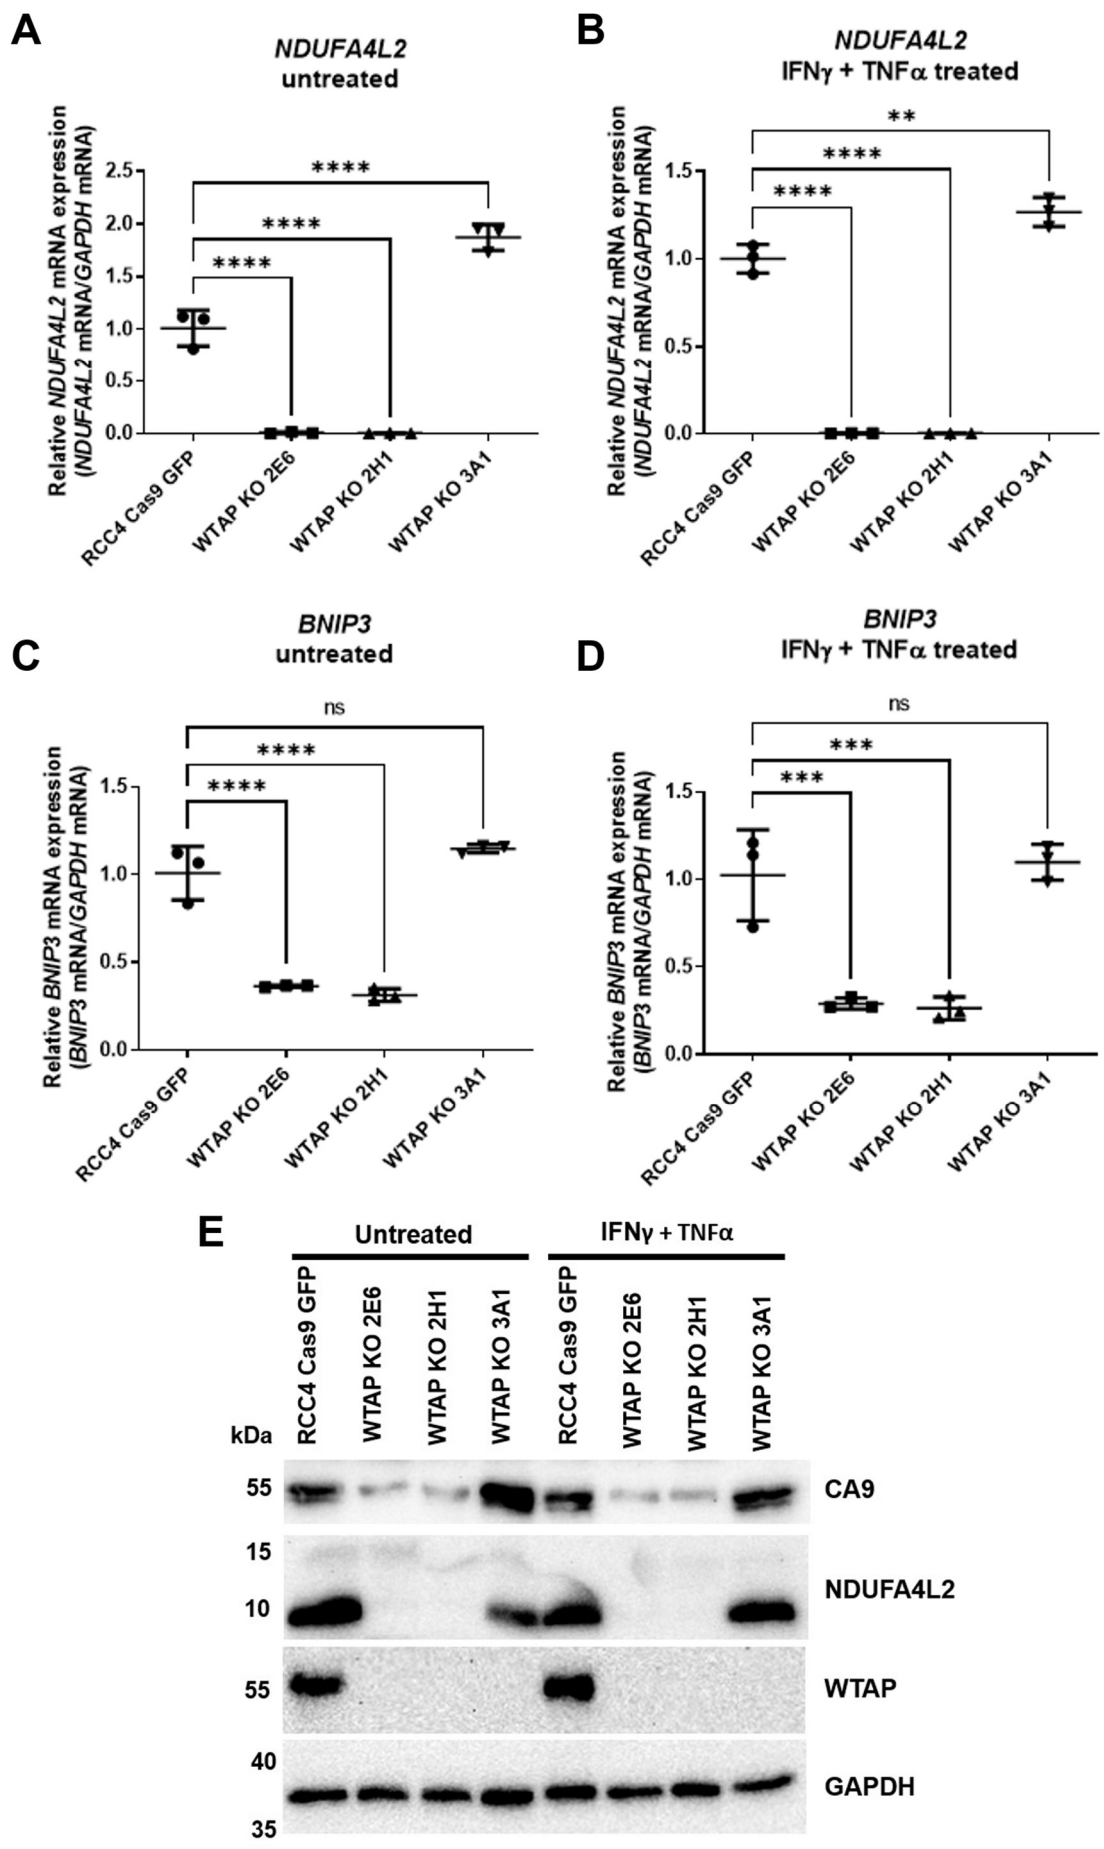 A
NDUFA4L2
untreated
Relative NDUFA4L2 mRNA expression
(NDUFA4L2 mRNA/GAPDH mRNA)
2.5
2.0
1.5
1.0
0.5
0.0
****
****
****
RCC4 Cas9 GFP
WTAP KO 2E6
WTAP KO 2H1
WTAP KO 3A1
B
NDUFA4L2
IFNγ + TNFα treated
Relative NDUFA4L2 mRNA expression
(NDUFA4L2 mRNA/GAPDH mRNA)
1.5
1.0
0.5
0.0
**
****
****
RCC4 Cas9 GFP
WTAP KO 2E6
WTAP KO 2H1
WTAP KO 3A1
C
BNIP3
untreated
Relative BNIP3 mRNA expression
(BNIP3 mRNA/GAPDH mRNA)
1.5
1.0
0.5
0.0
ns
****
****
RCC4 Cas9 GFP
WTAP KO 2E6
WTAP KO 2H1
WTAP KO 3A1
D
BNIP3
IFNγ + TNFα treated
Relative BNIP3 mRNA expression
(BNIP3 mRNA/GAPDH mRNA)
1.5
1.0
0.5
0.0
ns
***
***
RCC4 Cas9 GFP
WTAP KO 2E6
WTAP KO 2H1
WTAP KO 3A1
E
Untreated
IFNγ + TNFα
RCC4 Cas9 GFP
WTAP KO 2E6
WTAP KO 2H1
WTAP KO 3A1
RCC4 Cas9 GFP
WTAP KO 2E6
WTAP KO 2H1
WTAP KO 3A1
kDa
55
CA9
15
10
NDUFA4L2
55
WTAP
40
35
GAPDH